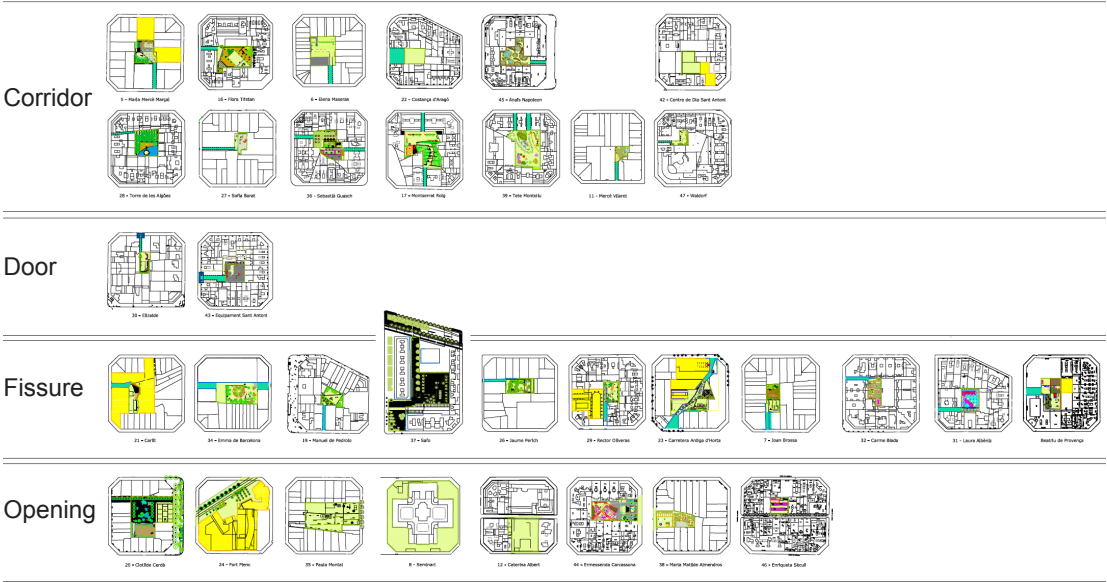 Corridor
5 - Maria Mercè Marçal
16 - Flora Tristan
6 - Elena Maseras
22 - Constança d'Aragó
45 - Anaïs Napoleon
42 - Centre de Dia Sant Antoni
28 - Torre de les Aigües
27 - Sofia Barat
36 - Sebastià Guasch
17 - Montserrat Roig
39 - Tete Montoliu
11 - Mercè Vilaret
47 - Waldorf
Door
30 - Elizalde
43 - Equipament Sant Antoni
Fissure
21 - Carlit
34 - Emma de Barcelona
19 - Manuel de Pedrolo
37 - Safo
26 - Jaume Perich
29 - Rector Oliveras
23 - Carretera Antiga d'Horta
7 - Joan Brossa
32 - Carme Biada
31 - Laura Albéniz
Beatriu de Provença
Opening
20 - Clotilde Cerdà
24 - Fort Pienc
35 - Paula Montal
8 - Seminari
12 - Caterina Albert
44 - Ermessenda Carcassona
38 - Maria Matilde Almendros
46 - Enriqueta Sèculi